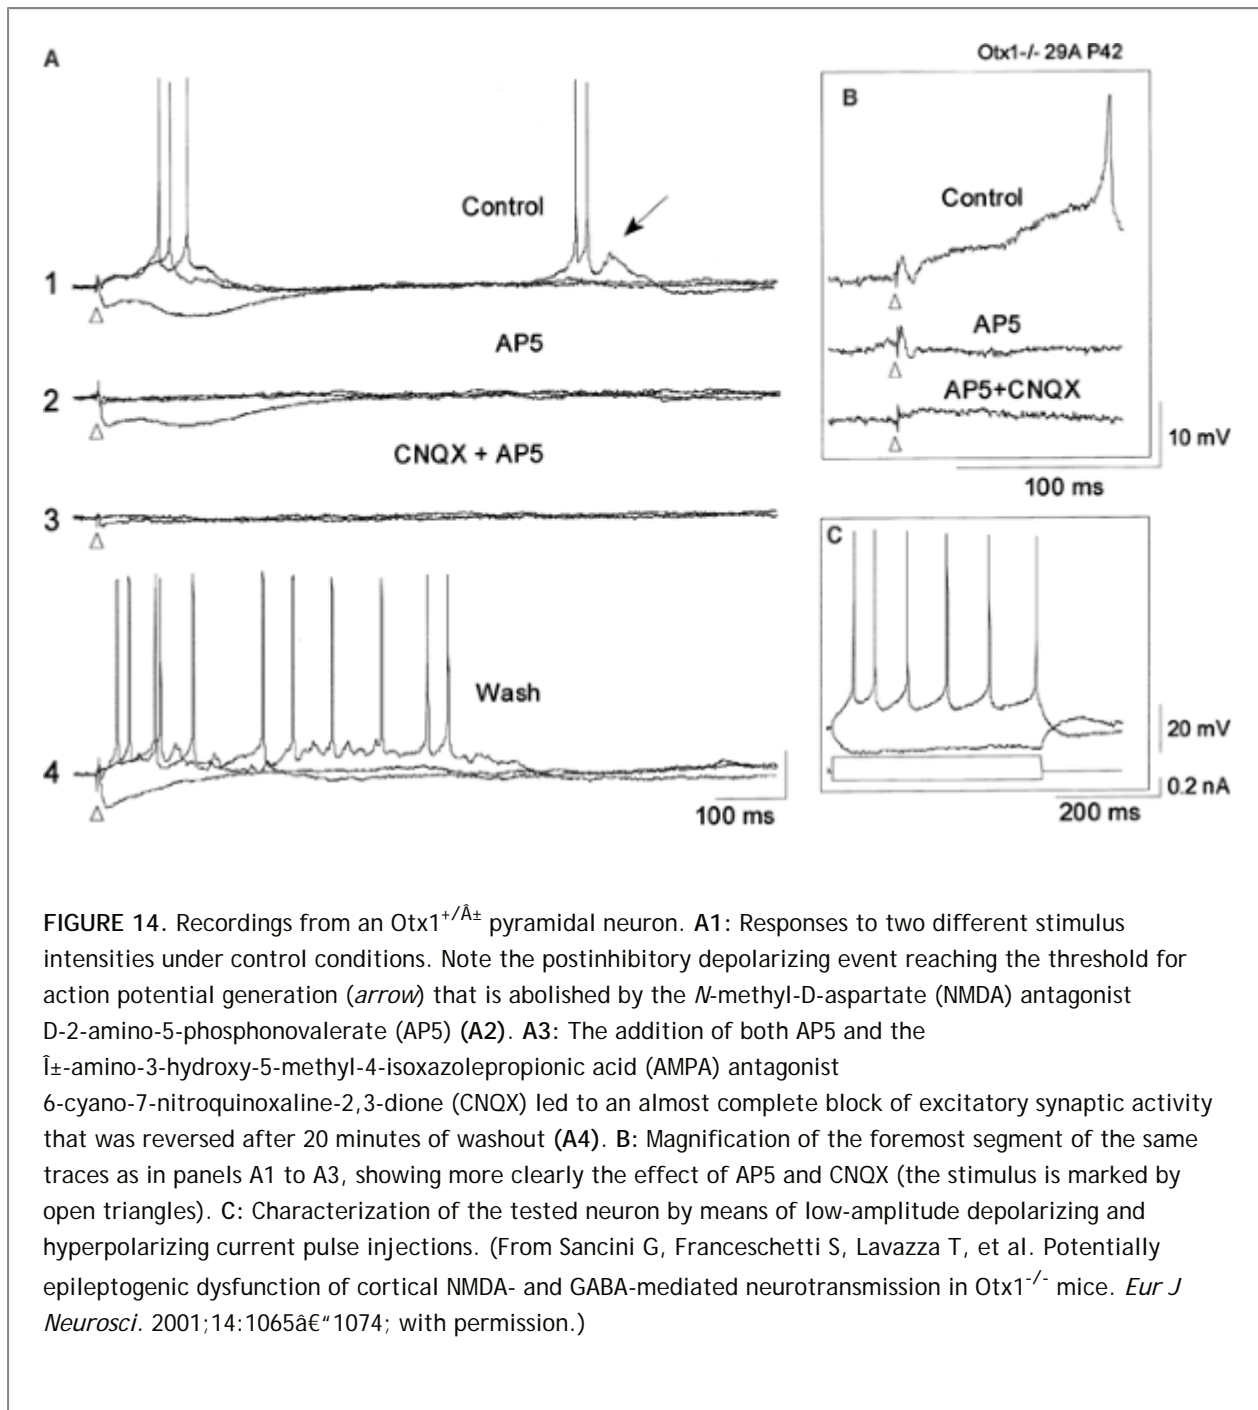 A
Otx1-/- 29A P42
B
Control
Control
1
AP5
AP5
2
AP5+CNQX
CNQX + AP5
10 mV
100 ms
3
C
Wash
20 mV
4
0.2 nA
100 ms
200 ms
FIGURE 14. Recordings from an Otx1+/Â± pyramidal neuron. A1: Responses to two different stimulus
intensities under control conditions. Note the postinhibitory depolarizing event reaching the threshold for
action potential generation (arrow) that is abolished by the N-methyl-D-aspartate (NMDA) antagonist
D-2-amino-5-phosphonovalerate (AP5) (A2). A3: The addition of both AP5 and the
Î±-amino-3-hydroxy-5-methyl-4-isoxazolepropionic acid (AMPA) antagonist
6-cyano-7-nitroquinoxaline-2,3-dione (CNQX) led to an almost complete block of excitatory synaptic activity
that was reversed after 20 minutes of washout (A4). B: Magnification of the foremost segment of the same
traces as in panels A1 to A3, showing more clearly the effect of AP5 and CNQX (the stimulus is marked by
open triangles). C: Characterization of the tested neuron by means of low-amplitude depolarizing and
hyperpolarizing current pulse injections. (From Sancini G, Franceschetti S, Lavazza T, et al. Potentially
epileptogenic dysfunction of cortical NMDA- and GABA-mediated neurotransmission in Otx1-/- mice. Eur J
Neurosci. 2001;14:1065â€“1074; with permission.)